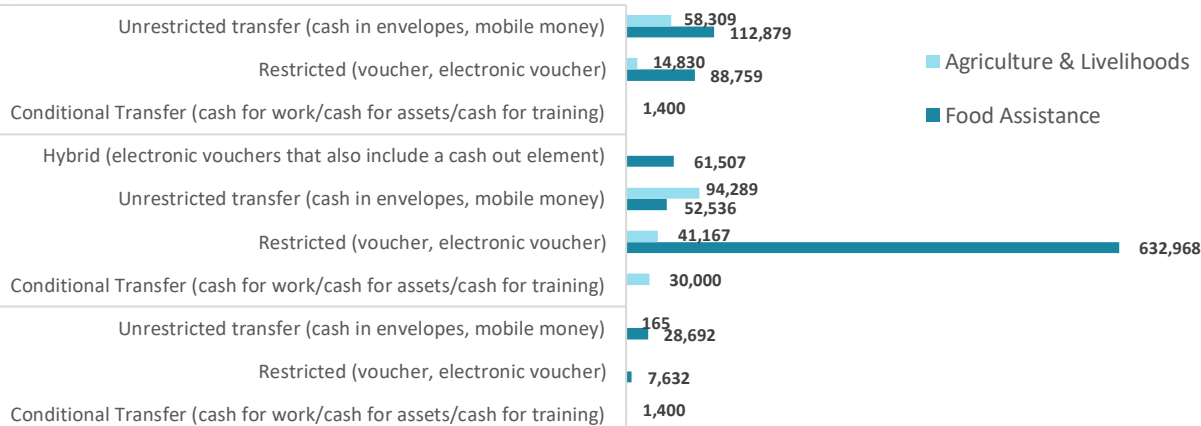 Unrestricted transfer (cash in envelopes, mobile money)
58,309
112,879
Restricted (voucher, electronic voucher)
14,830
88,759
Conditional Transfer (cash for work/cash for assets/cash for training)
1,400
Hybrid (electronic vouchers that also include a cash out element)
61,507
Unrestricted transfer (cash in envelopes, mobile money)
94,289
52,536
Restricted (voucher, electronic voucher)
41,167
632,968
Conditional Transfer (cash for work/cash for assets/cash for training)
30,000
Unrestricted transfer (cash in envelopes, mobile money)
165
28,692
Restricted (voucher, electronic voucher)
7,632
Conditional Transfer (cash for work/cash for assets/cash for training)
1,400
Agriculture & Livelihoods
Food Assistance